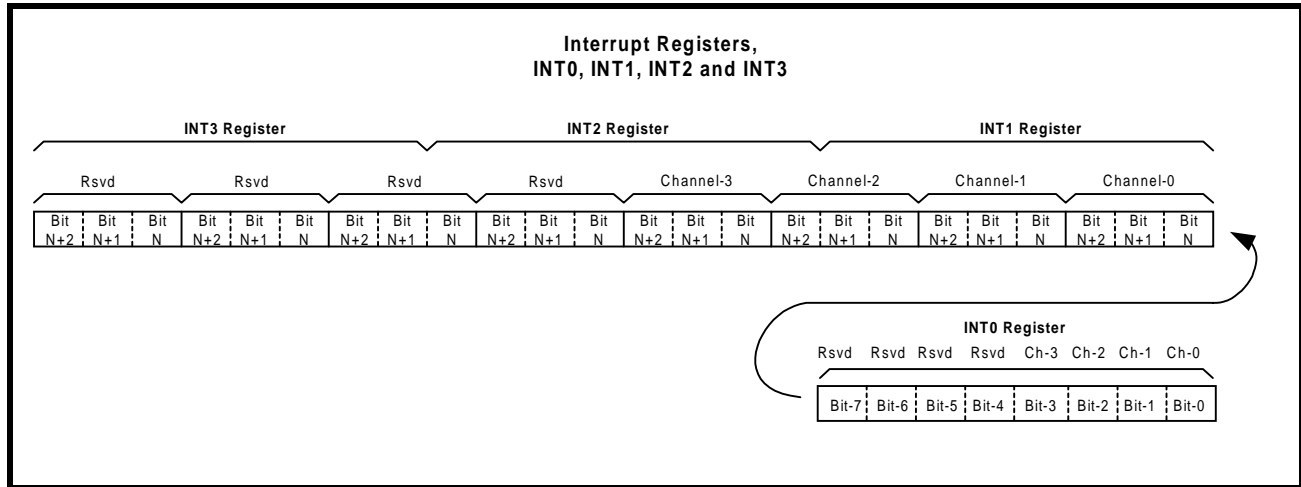 Interrupt Registers,
INT0, INT1, INT2 and INT3
INT3 Register INT2 Register INT1 Register
Rsvd Rsvd Rsvd Rsvd Channel-3 Channel-2 Channel-1 Channel-0
Bit Bit Bit Bit Bit Bit Bit Bit Bit Bit Bit Bit Bit Bit Bit Bit Bit Bit Bit Bit Bit Bit Bit Bit
N+2 N+1 N N+2 N+1 N N+2 N+1 N N+2 N+1 N N+2 N+1 N N+2 N+1 N N+2 N+1 N N+2 N+1 N
INT0 Register
Rsvd Rsvd Rsvd Rsvd Ch-3 Ch-2 Ch-1 Ch-0
Bit-7 Bit-6 Bit-5 Bit-4 Bit-3 Bit-2 Bit-1 Bit-0